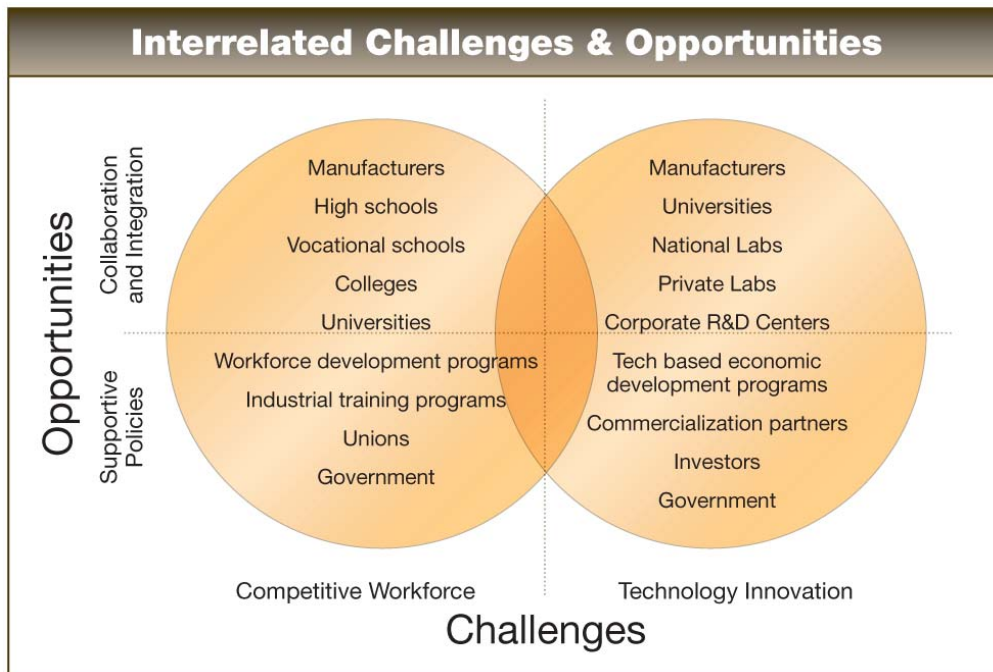 Interrelated Challenges & Opportunities
Opportunities
Collaboration
and Integration
Supportive
Policies
Manufacturers
High schools
Vocational schools
Colleges
Universities
Workforce development programs
Industrial training programs
Unions
Government
Manufacturers
Universities
National Labs
Private Labs
Corporate R&D Centers
Tech based economic
development programs
Commercialization partners
Investors
Government
Competitive Workforce
Technology Innovation
Challenges